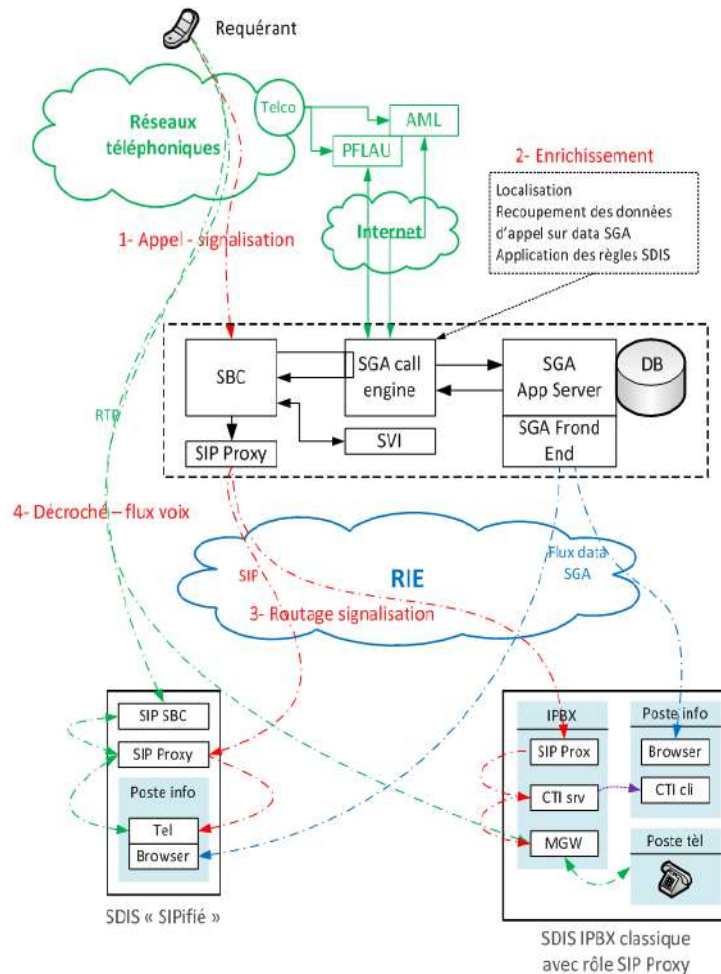 Requérant
Telco
AML
Réseaux
téléphoniques
PFLAU
2- Enrichissement
Localisation
Recoupement des données
d'appel sur data SGA
Application des règles SDIS
Internet
1- Appel - signalisation
SBC
SGA call
engine
SGA
App Server
DB
RTP
SIP Proxy
SVI
SGA Frond
End
4- Décroché – flux voix
RIE
SIP
Flux data
SGA
3- Routage signalisation
SIP SBC
SIP Proxy
Poste info
Tel
Browser
SDIS « SIPifié »
IPBX
SIP Prox
CTI srv
MGW
Poste info
Browser
CTI cli
Poste tèl
SDIS IPBX classique
avec rôle SIP Proxy